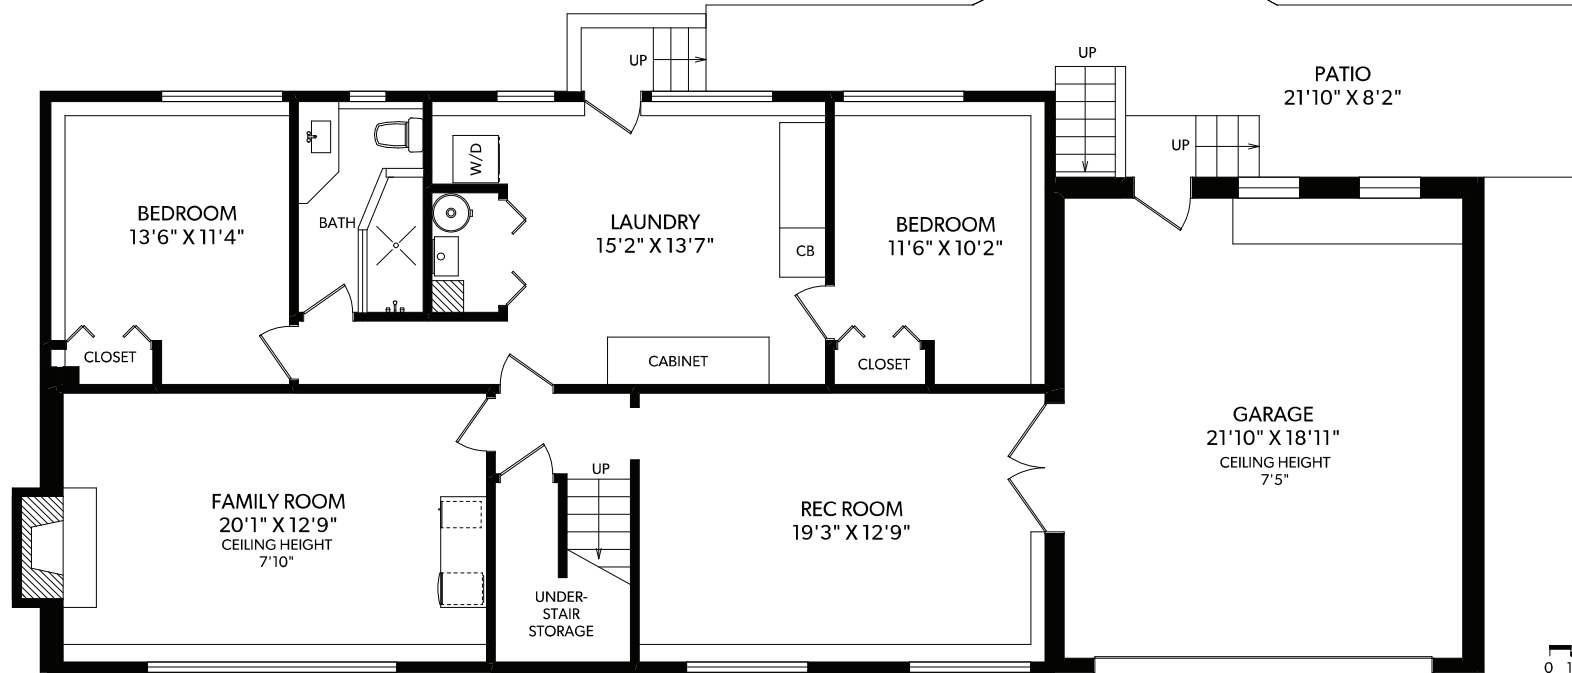 UP
UP
PATIO
21'10" X 8'2"
UP
W/D
BEDROOM
13'6" X 11'4"
BATH
LAUNDRY
15'2" X 13'7"
CB
BEDROOM
11'6" X 10'2"
CLOSET
CABINET
CLOSET
GARAGE
21'10" X 18'11"
CEILING HEIGHT
7'5"
FAMILY ROOM
20'1" X 12'9"
CEILING HEIGHT
7'10"
UP
REC ROOM
19'3" X 12'9"
UNDER-
STAIR
STORAGE
0 1